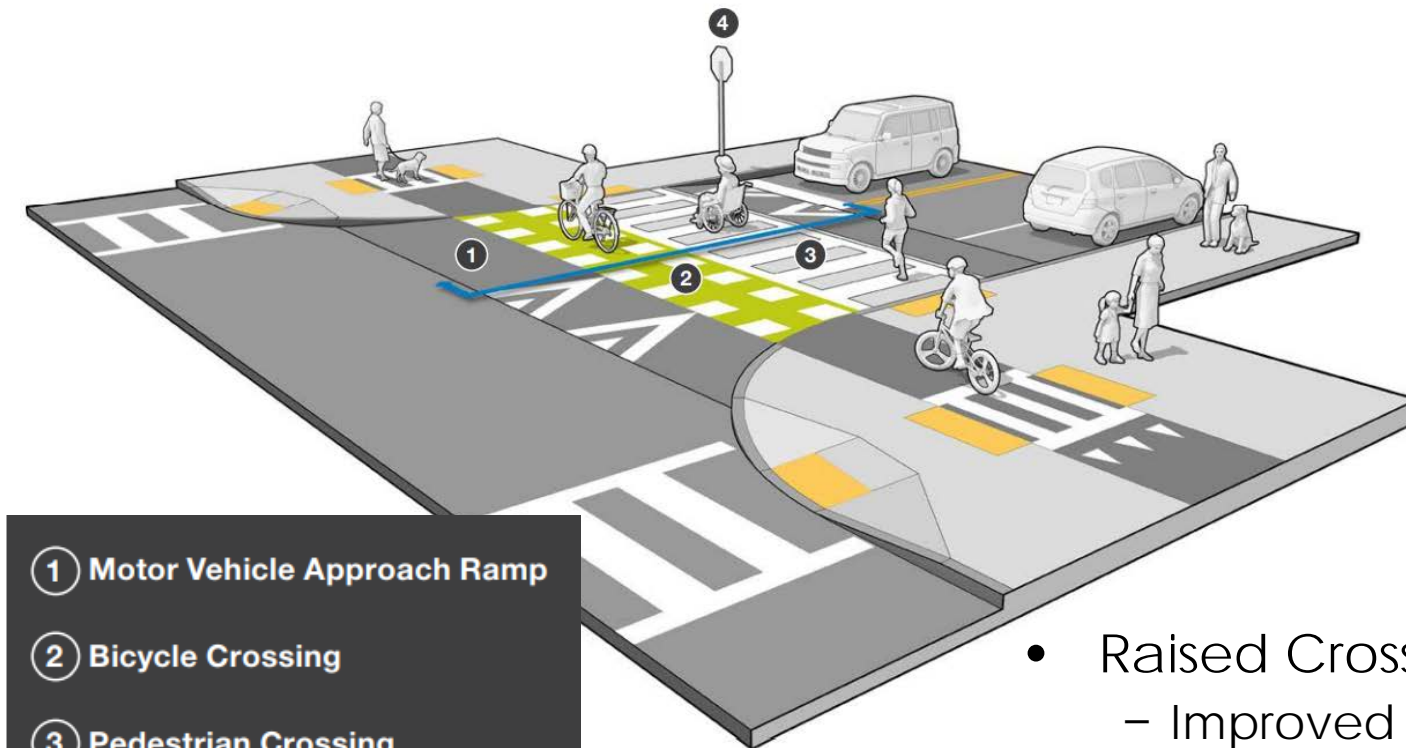 4
1
2
3
1 Motor Vehicle Approach Ramp
2 Bicycle Crossing
3 Pedestrian Crossing
• Raised Cross
– Improved